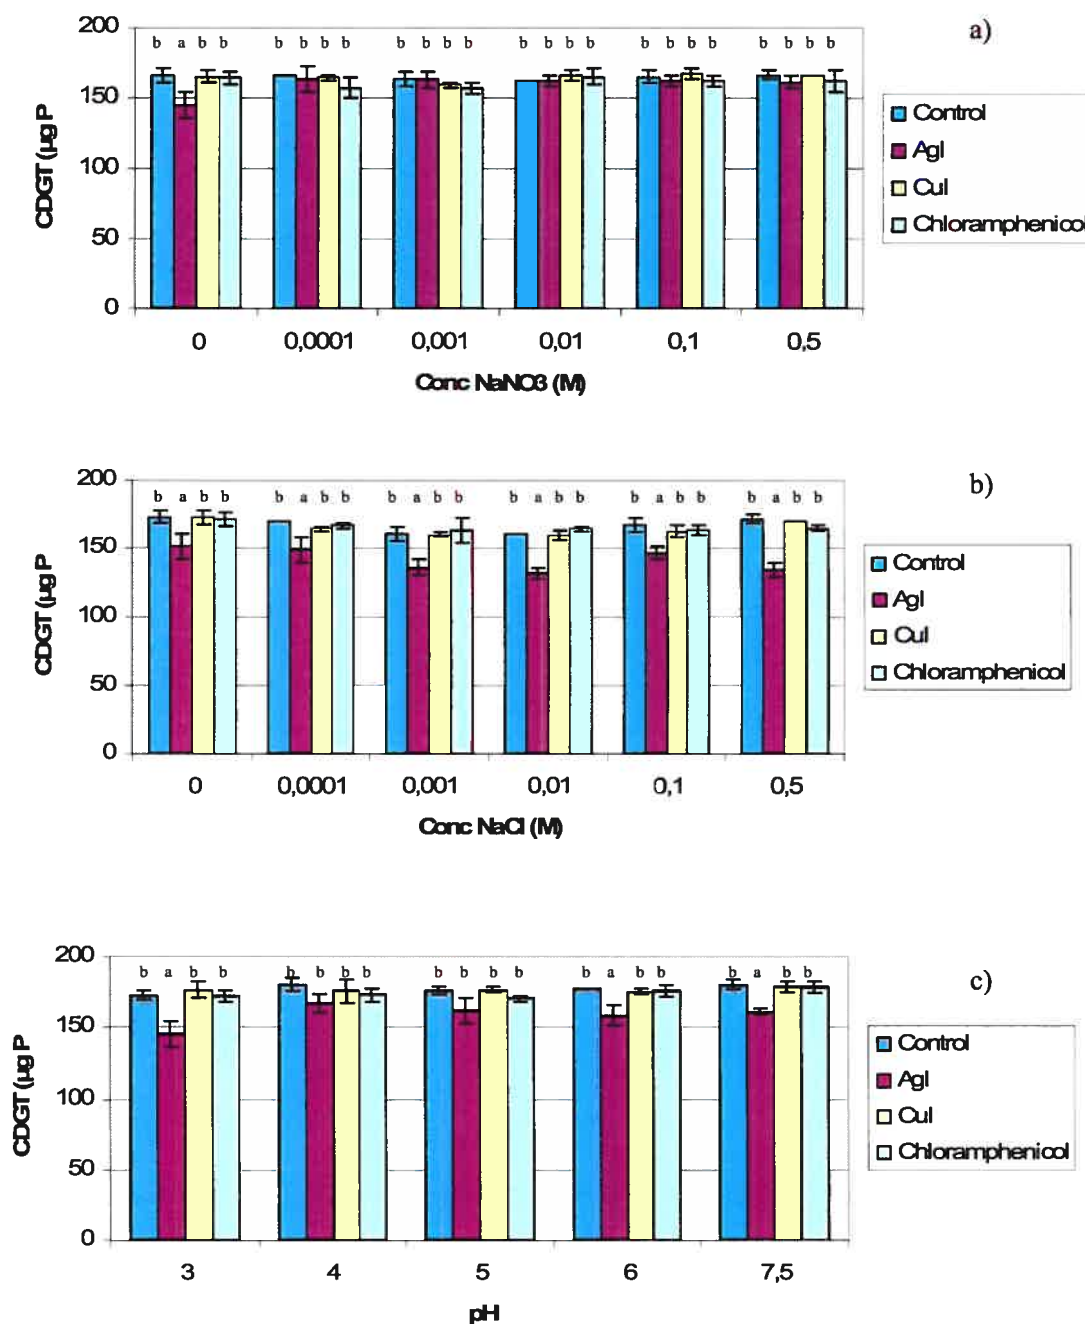 a)
200
150
100
50
0
CDGT (µg P
b a b b b b b b b b b b b b b b b b b b b b b b
0 0,0001 0,001 0,01 0,1 0,5
Conc NaNO3 (M)
Control
AgI
CuI
Chloramphenicol
b)
200
150
100
50
0
CDGT (µg P
b a b b b a b b b a b b b a b b b a b b b a b b
0 0,0001 0,001 0,01 0,1 0,5
Conc NaCl (M)
Control
AgI
CuI
Chloramphenicol
c)
200
150
100
50
0
CDGT (µg P
b a b b b b b b b b b b b a b b b a b b
3 4 5 6 7,5
pH
Control
AgI
CuI
Chloramphenicol